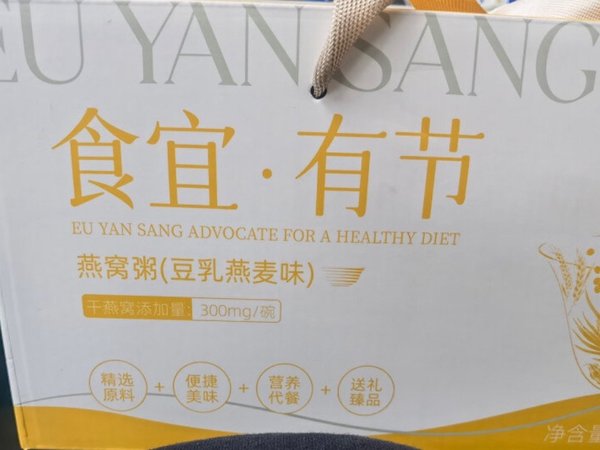 EU YAN SANG
食宜·有节
EU YAN SANG ADVOCATE FOR A HEALTHY DIET
燕窝粥(豆乳燕麦味)
干燕窝添加量: 300mg/碗
精选原料 + 便捷美味 + 营养代餐 + 送礼臻品
净含量